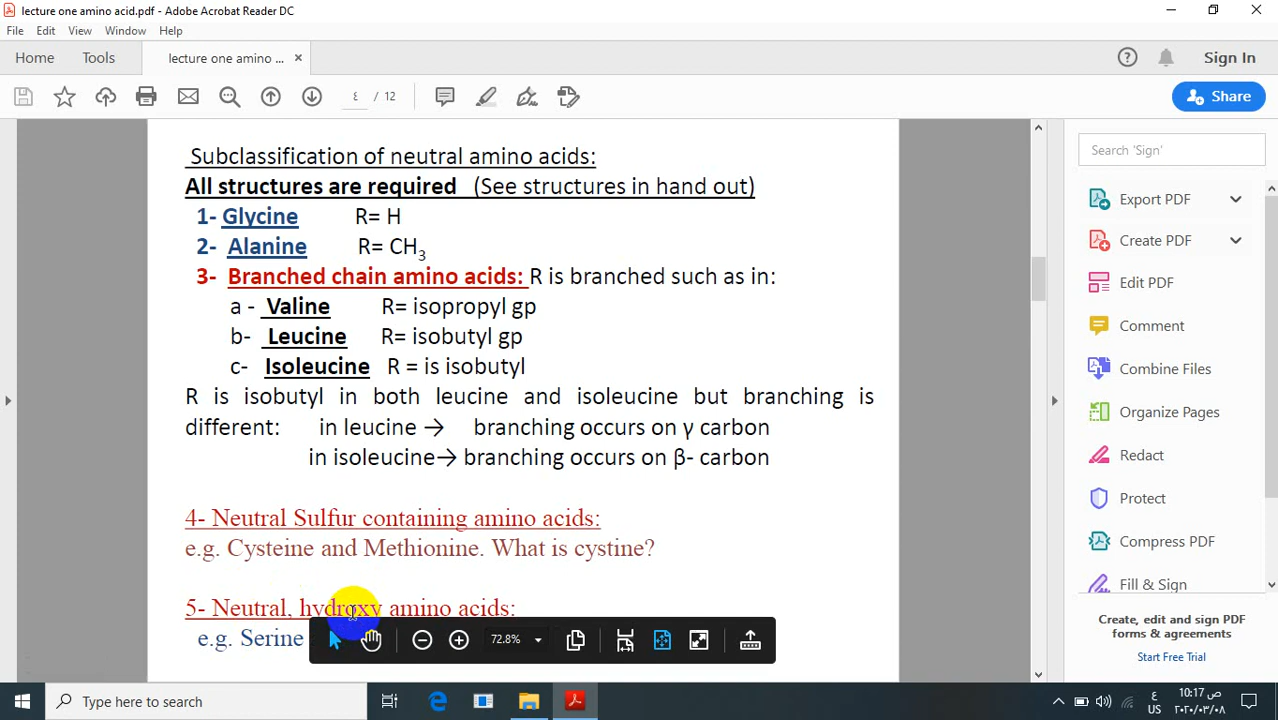 lecture one amino acid.pdf - Adobe Acrobat Reader DC
File Edit View Window Help
Home Tools lecture one amino ... × Sign In
٤ / 12 Share
Subclassification of neutral amino acids:
All structures are required (See structures in hand out)
1- Glycine R= H
2- Alanine R= CH3
3- Branched chain amino acids: R is branched such as in:
a - Valine R= isopropyl gp
b- Leucine R= isobutyl gp
c- Isoleucine R = is isobutyl
R is isobutyl in both leucine and isoleucine but branching is
different: in leucine → branching occurs on γ carbon
in isoleucine→ branching occurs on β- carbon
4- Neutral Sulfur containing amino acids:
e.g. Cysteine and Methionine. What is cystine?
5- Neutral, hydroxy amino acids:
e.g. Serine
72.8%
Search 'Sign'
Export PDF
Create PDF
Edit PDF
Comment
Combine Files
Organize Pages
Redact
Protect
Compress PDF
Fill & Sign
Convert, edit and sign PDF
forms & agreements
Start Free Trial
Type here to search
ع
US
10:17 ص
٢٠٢٠/٠٣/٠٨